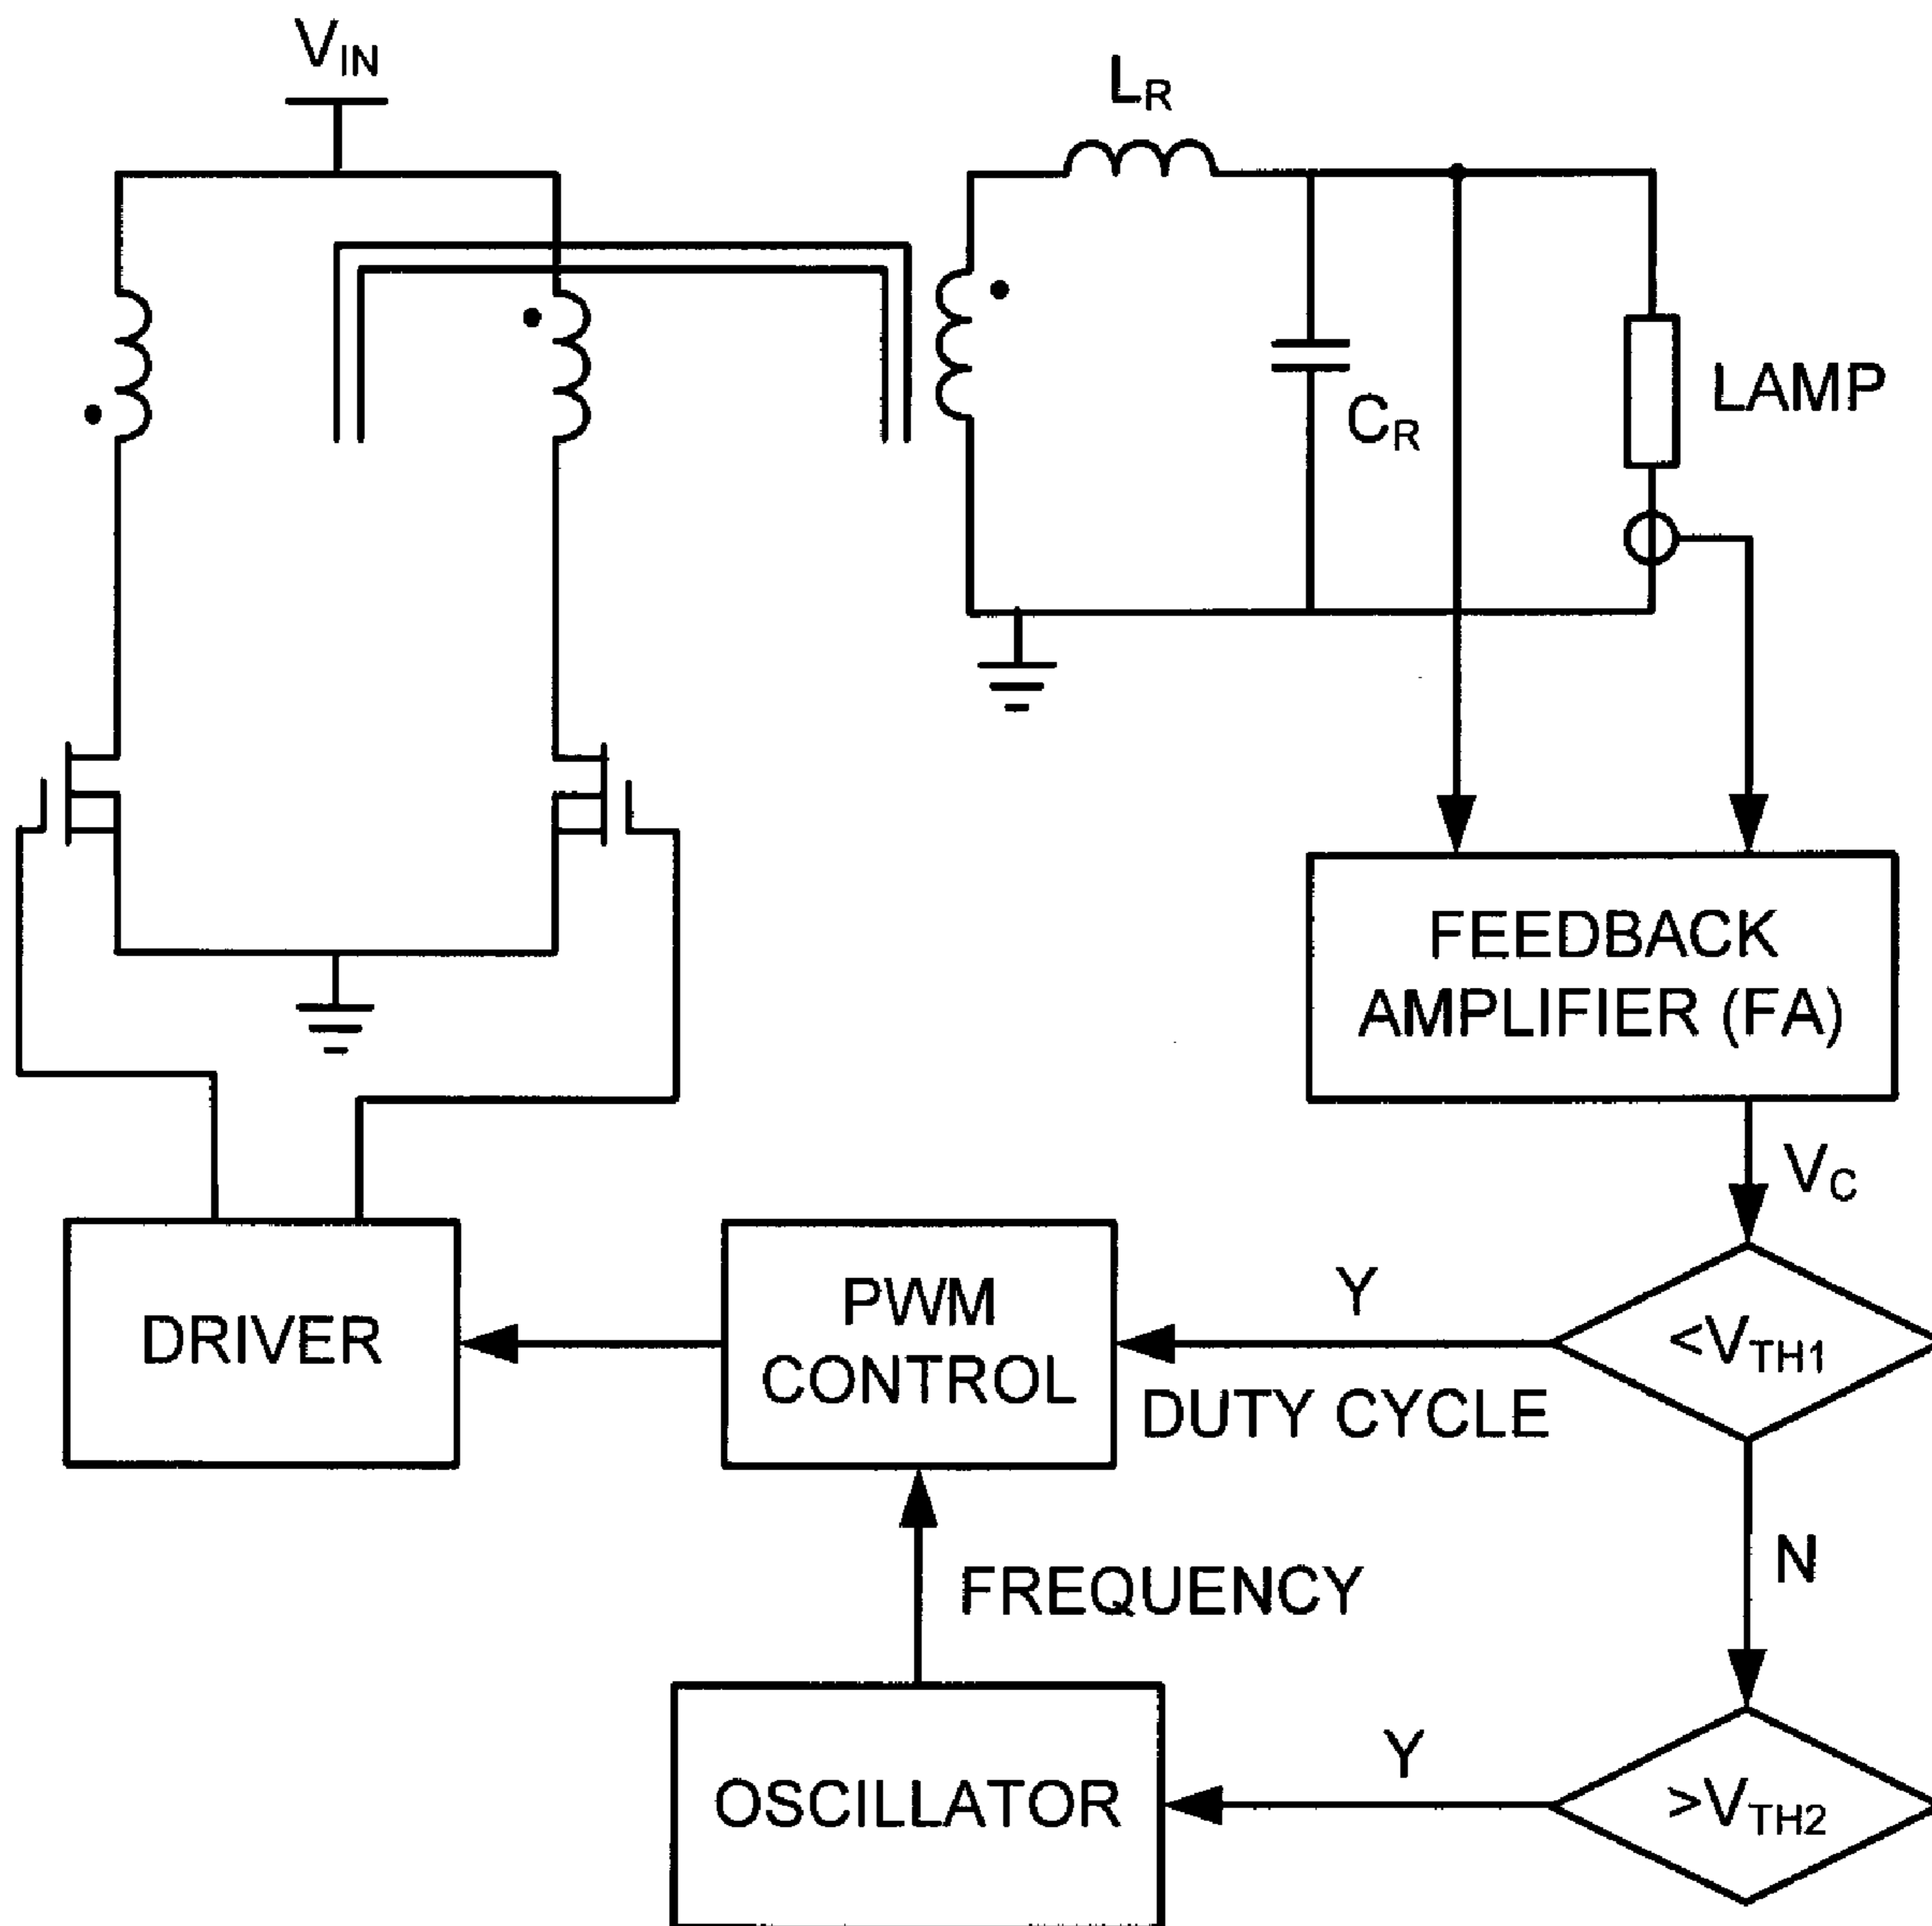 V_IN
L_R
C_R
LAMP
FEEDBACK
AMPLIFIER (FA)
V_C
DRIVER
PWM
CONTROL
Y
DUTY CYCLE
<V_TH1
N
FREQUENCY
OSCILLATOR
Y
>V_TH2